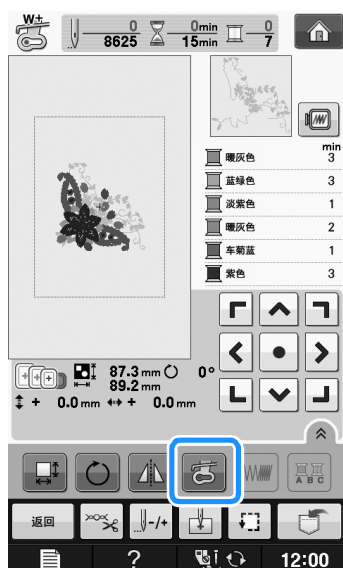 W+
0 0min 0
8625 15min 7
min
暖灰色 3
蓝绿色 3
淡紫色 1
暖灰色 2
车菊蓝 1
紫色 3
87.3 mm 0°
89.2 mm
+ 0.0 mm + 0.0 mm
A B C
返回 -/+
? 12:00